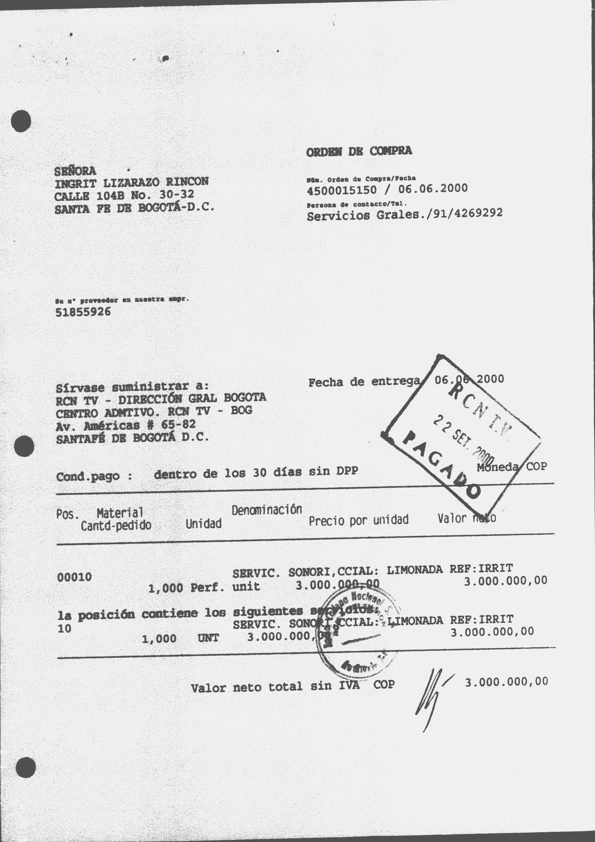 ORDEN DE COMPRA
SEÑORA
INGRIT LIZARAZO RINCON
CALLE 104B No. 30-32
SANTA FE DE BOGOTÁ-D.C.
Núm. Orden de Compra/Fecha
4500015150 / 06.06.2000
Persona de contacto/Tel.
Servicios Grales./91/4269292
Su n° proveedor en nuestra empr.
51855926
Sírvase suministrar a:
RCN TV - DIRECCIÓN GRAL BOGOTA
CENTRO ADMTIVO. RCN TV - BOG
Av. Américas # 65-82
SANTAFÉ DE BOGOTÁ D.C.
Fecha de entrega 06.06 2000
RCN T.V.
22 SET. 2000
PAGADO
Cond.pago : dentro de los 30 días sin DPP
Moneda COP
Pos. Material Denominación
Cantd-pedido Unidad Precio por unidad Valor neto
00010 SERVIC. SONORI,CCIAL: LIMONADA REF:IRRIT
1,000 Perf. unit 3.000.000,00 3.000.000,00
la posición contiene los siguientes servicios:
10 SERVIC. SONORI,CCIAL: LIMONADA REF:IRRIT
1,000 UNT 3.000.000, 3.000.000,00
Nacional
Valor neto total sin IVA COP 3.000.000,00